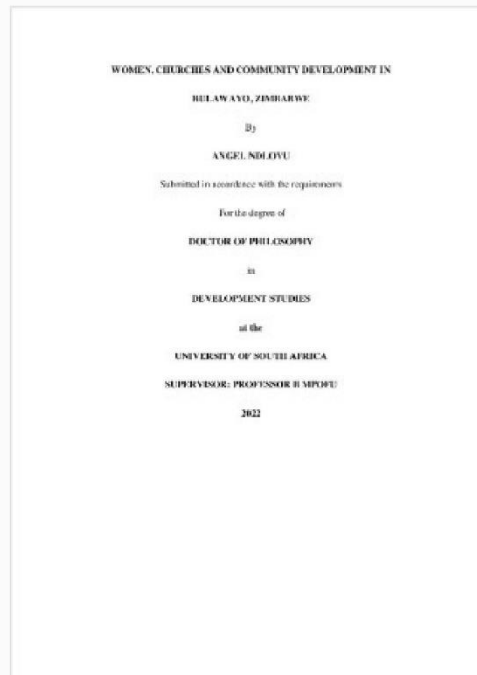 WOMEN, CHURCHES AND COMMUNITY DEVELOPMENT IN
BULAWAYO, ZIMBABWE
By
ANGEL NDLOVU
Submitted in accordance with the requirements
For the degree of
DOCTOR OF PHILOSOPHY
in
DEVELOPMENT STUDIES
at the
UNIVERSITY OF SOUTH AFRICA
SUPERVISOR: PROFESSOR B MPOFU
2022